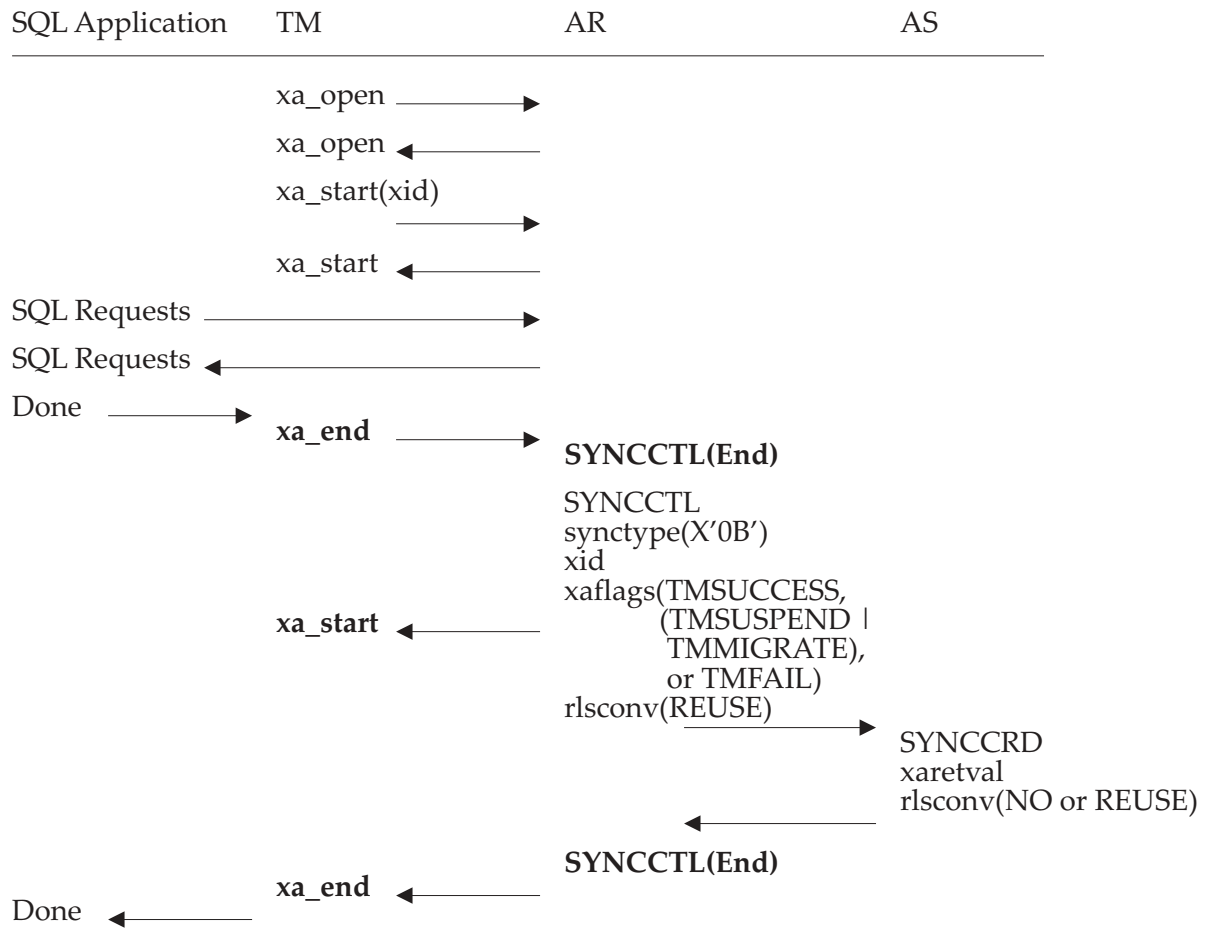 SQL Application TM AR AS
xa_open
xa_open
xa_start(xid)
xa_start
SQL Requests
SQL Requests
Done
xa_end
SYNCCTL(End)
SYNCCTL
synctype(X’0B’)
xid
xaflags(TMSUCCESS,
(TMSUSPEND |
xa_start
TMMIGRATE),
or TMFAIL)
rlsconv(REUSE)
SYNCCRD
xaretval
rlsconv(NO or REUSE)
SYNCCTL(End)
xa_end
Done